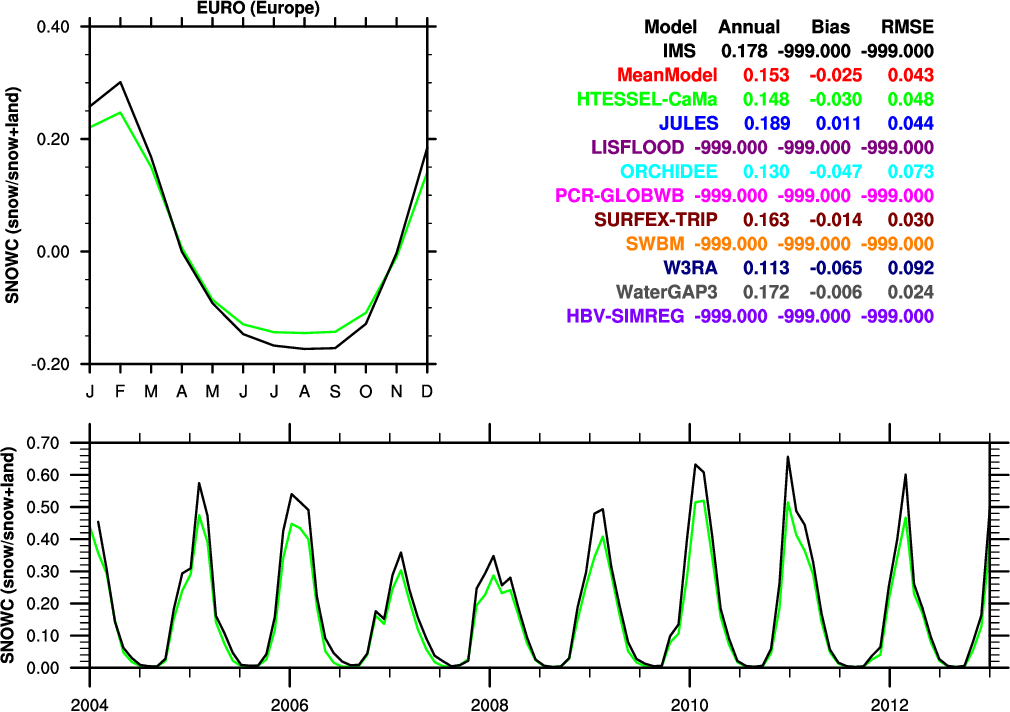 EURO (Europe)
0.40
0.20
0.00
-0.20
SNOWC (snow/snow+land)
J F M A M J J A S O N D
Model Annual Bias RMSE
IMS 0.178 -999.000 -999.000
MeanModel 0.153 -0.025 0.043
HTESSEL-CaMa 0.148 -0.030 0.048
JULES 0.189 0.011 0.044
LISFLOOD -999.000 -999.000 -999.000
ORCHIDEE 0.130 -0.047 0.073
PCR-GLOBWB -999.000 -999.000 -999.000
SURFEX-TRIP 0.163 -0.014 0.030
SWBM -999.000 -999.000 -999.000
W3RA 0.113 -0.065 0.092
WaterGAP3 0.172 -0.006 0.024
HBV-SIMREG -999.000 -999.000 -999.000
0.70
0.60
0.50
0.40
0.30
0.20
0.10
0.00
SNOWC (snow/snow+land)
2004 2006 2008 2010 2012